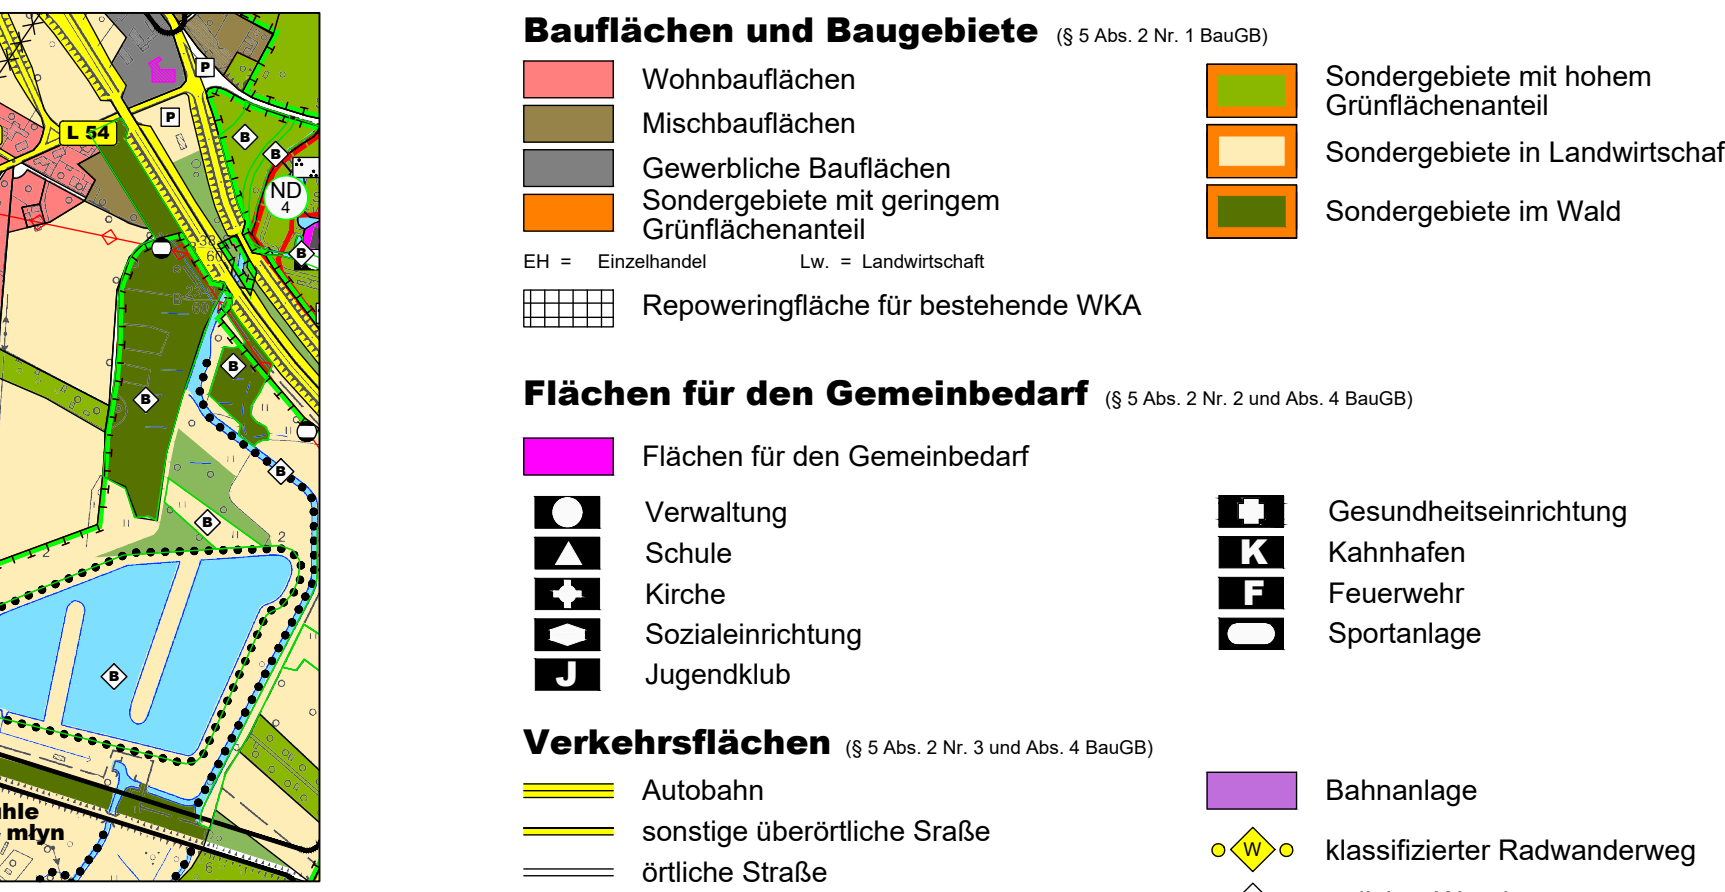 Bauflächen und Baugebiete (§ 5 Abs. 2 Nr. 1 BauGB)
Wohnbauflächen
Mischbauflächen
Gewerbliche Bauflächen
Sondergebiete mit geringem
Grünflächenanteil
Sondergebiete mit hohem
Grünflächenanteil
Sondergebiete in Landwirtschaf
Sondergebiete im Wald
EH = Einzelhandel Lw. = Landwirtschaft
Repoweringfläche für bestehende WKA
Flächen für den Gemeinbedarf (§ 5 Abs. 2 Nr. 2 und Abs. 4 BauGB)
Flächen für den Gemeinbedarf
Verwaltung
Schule
Kirche
Sozialeinrichtung
J Jugendklub
Gesundheitseinrichtung
K Kahnhafen
F Feuerwehr
Sportanlage
Verkehrsflächen (§ 5 Abs. 2 Nr. 3 und Abs. 4 BauGB)
Autobahn
sonstige überörtliche Sraße
örtliche Straße
Bahnanlage
W klassifizierter Radwanderweg
P
P
L 54
B
B
ND
4
B
B
B
B
B
2
2
B
hle
młyn
6